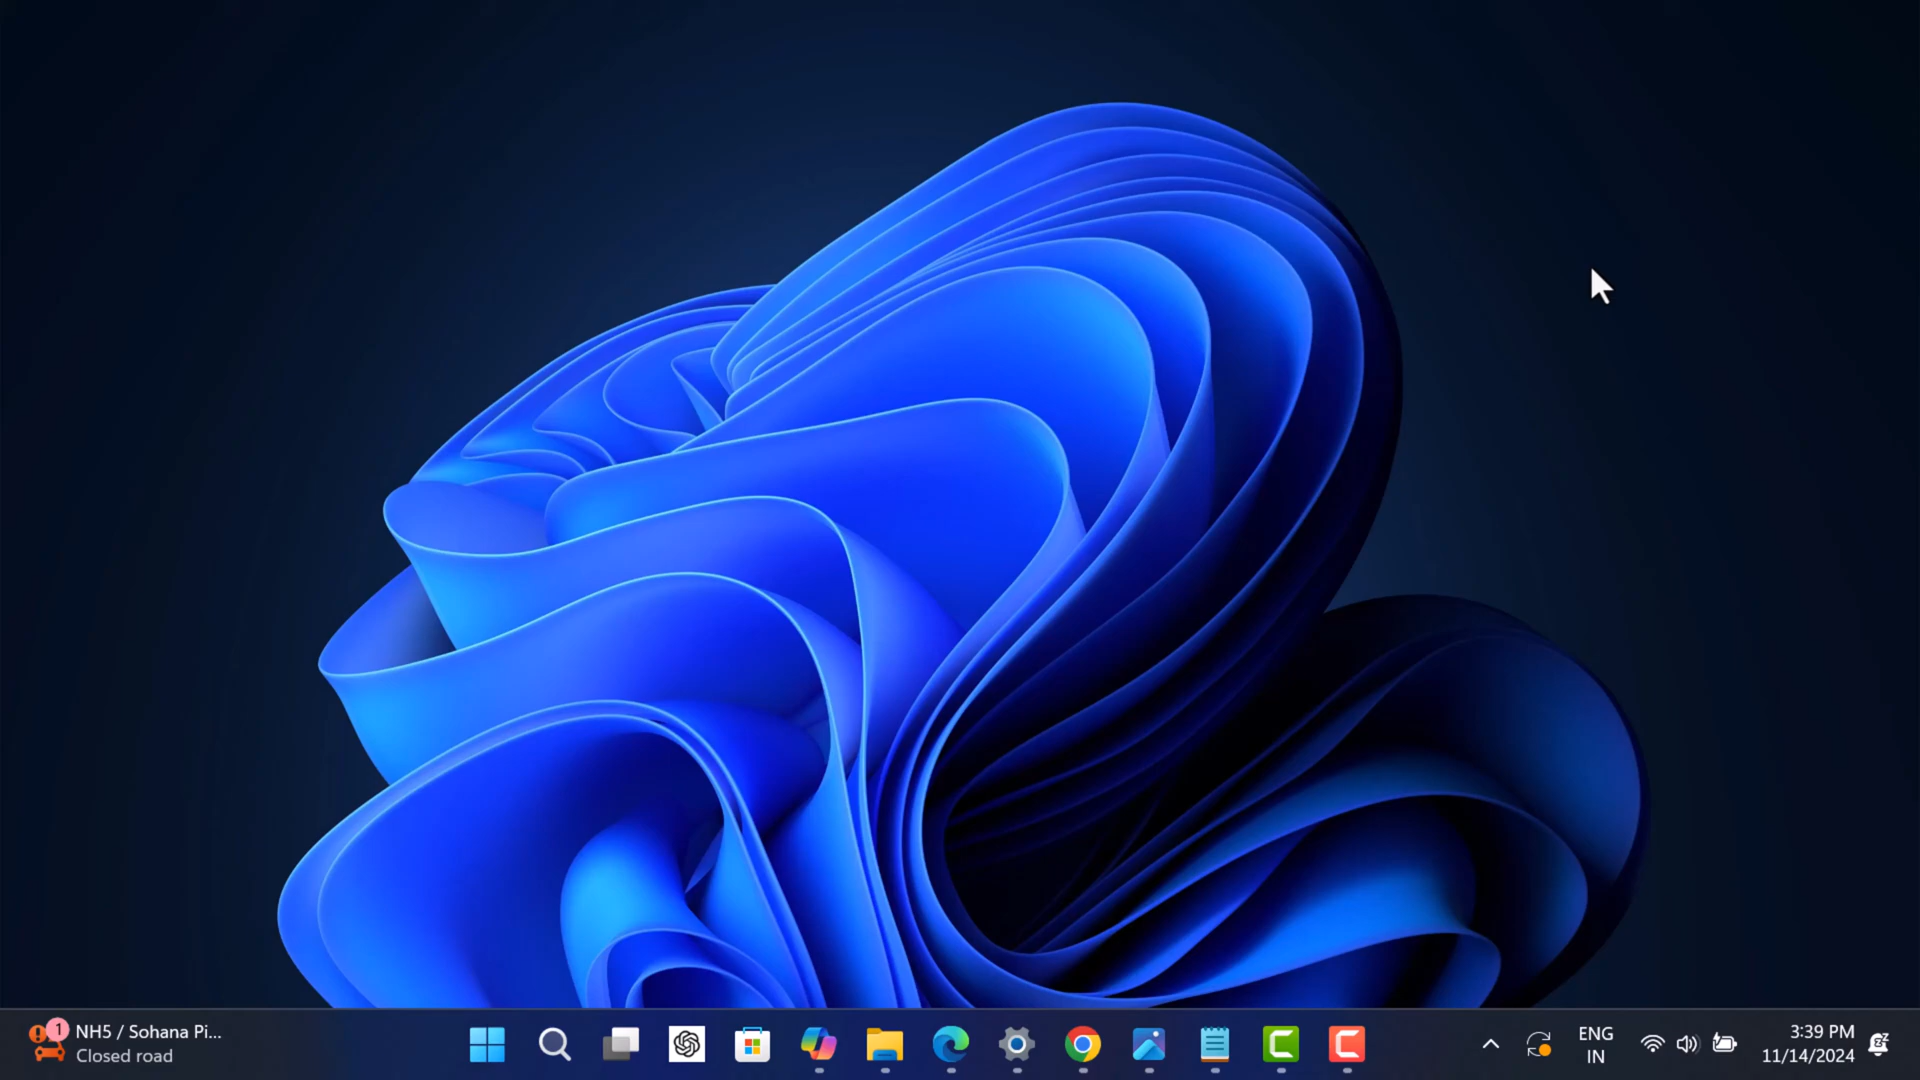 1
NH5 / Sohana Pi...
Closed road
ENG
IN
3:39 PM
11/14/2024